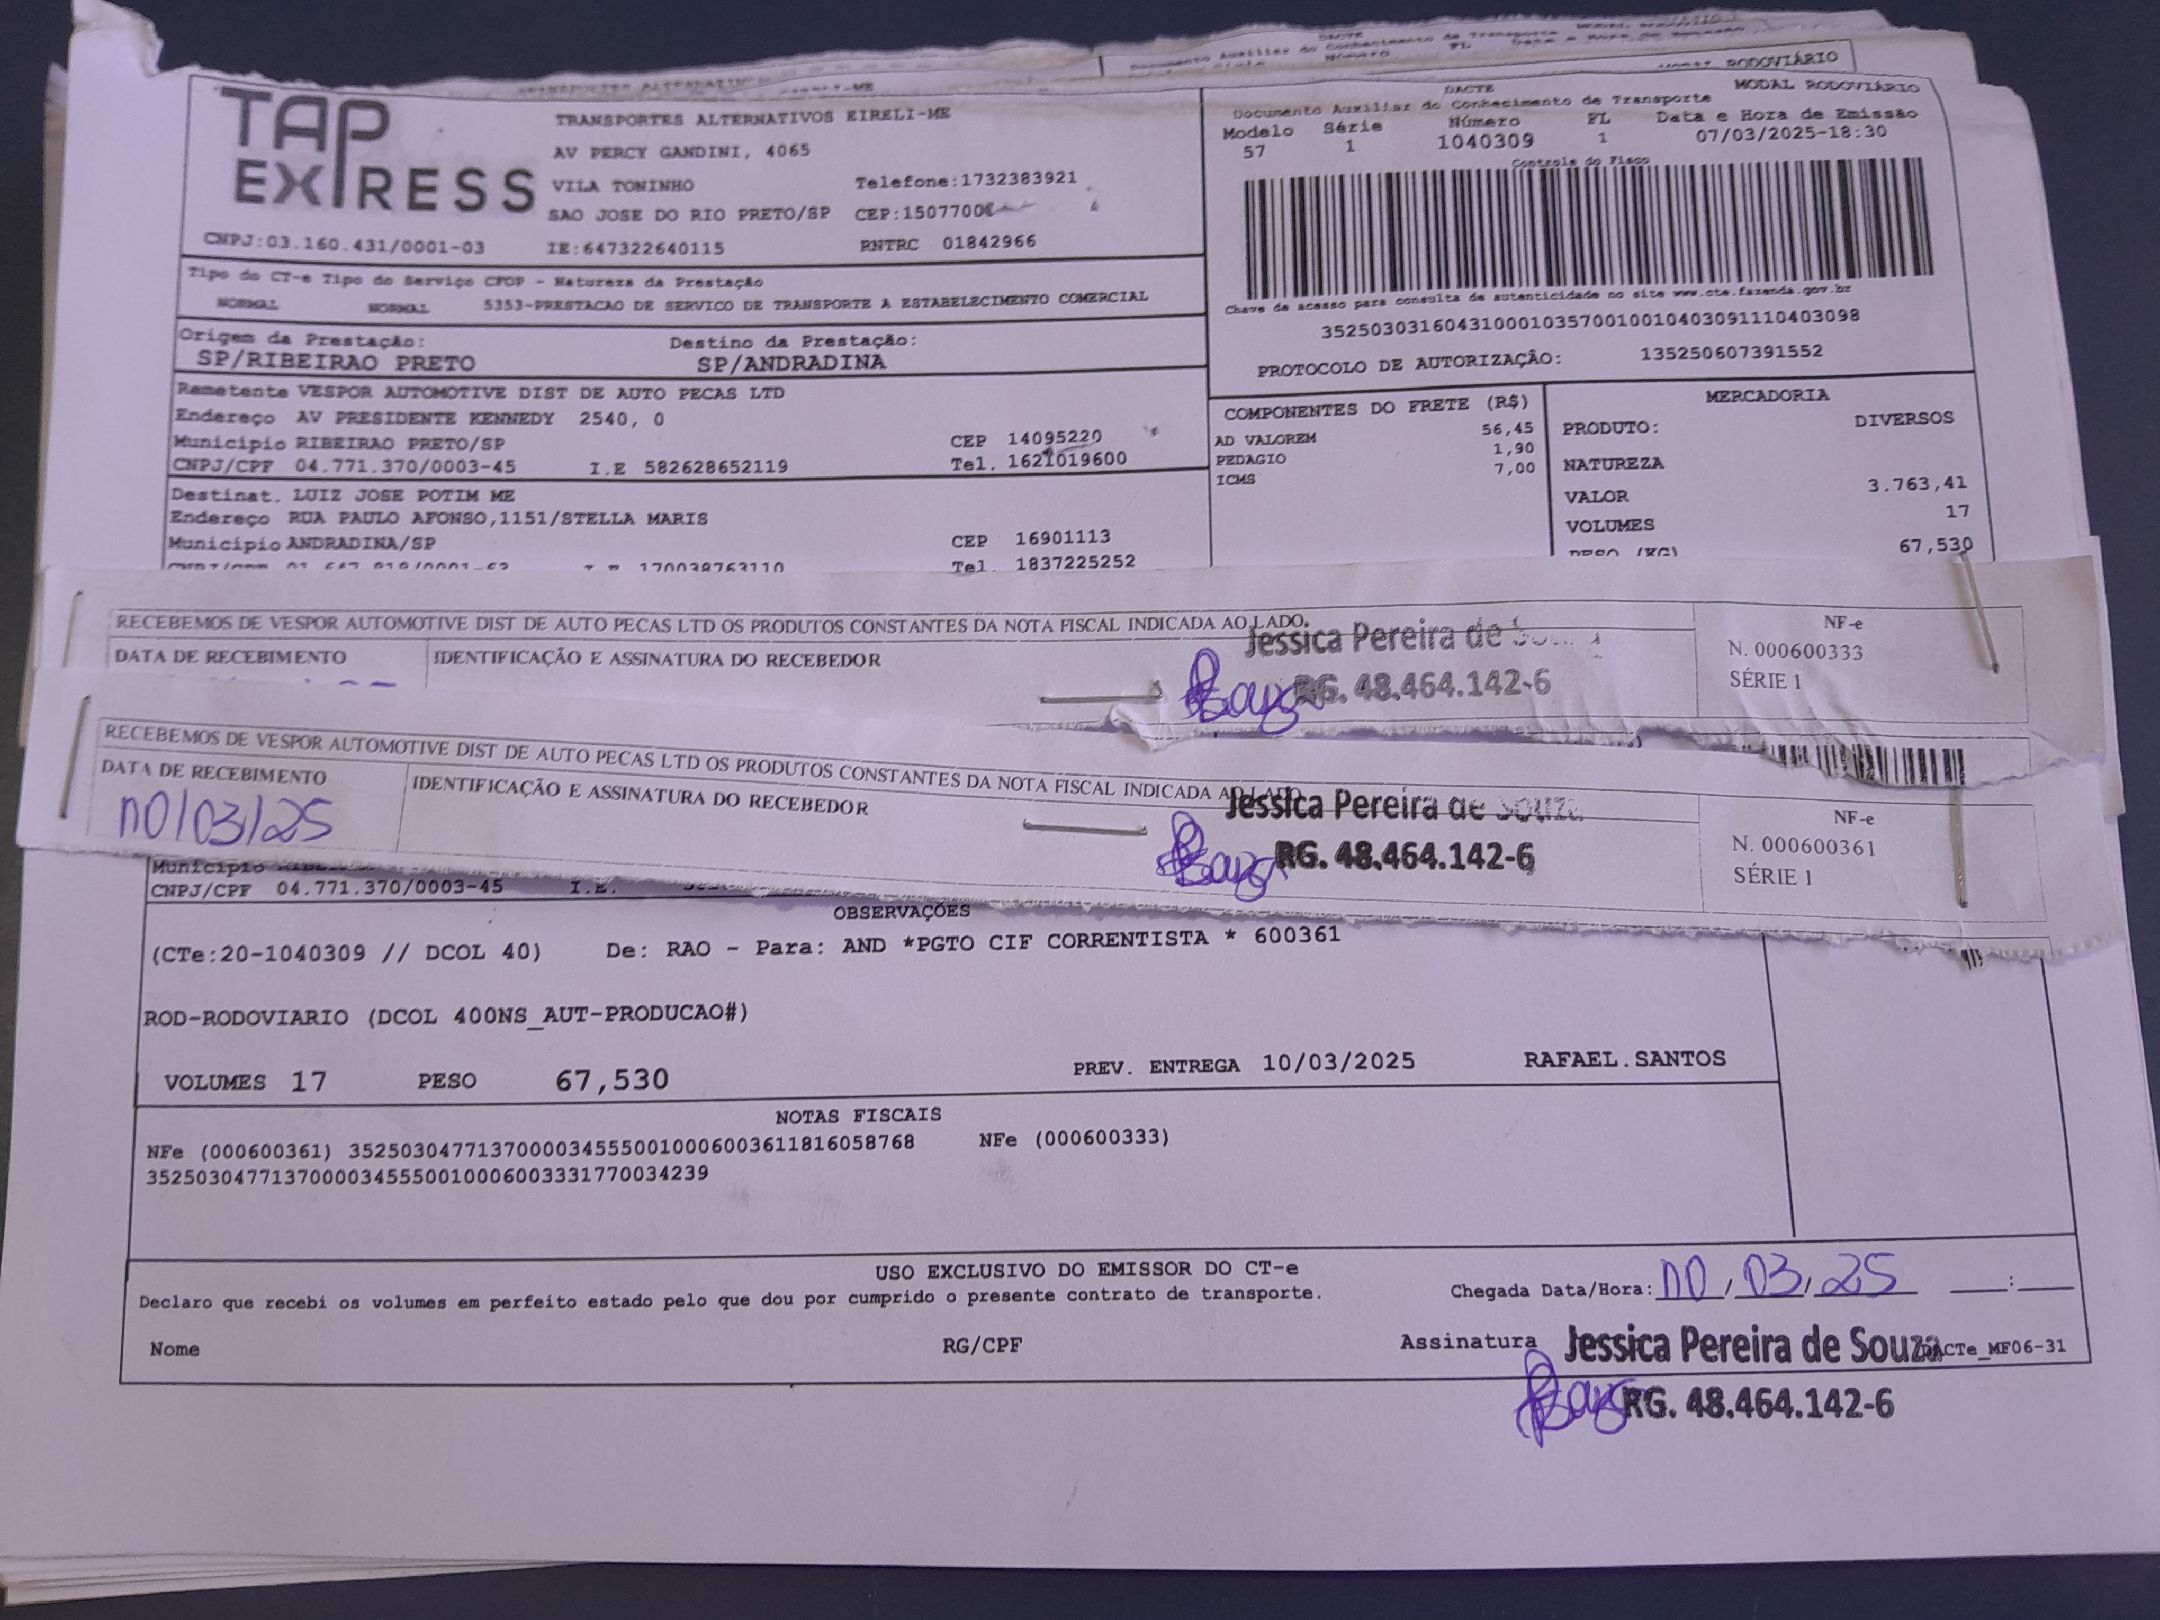 TAP EXPRESS
TRANSPORTES ALTERNATIVOS EIRELI-ME
AV PERCY GANDINI, 4065
VILA TONINHO Telefone:1732383921
SAO JOSE DO RIO PRETO/SP CEP:1507700
CNPJ:03.160.431/0001-03 IE:647322640115 RNTRC 01842966
MODAL RODOVIÁRIO
DACTE
Documento Auxiliar do Conhecimento de Transporte
Modelo Série Número FL Data e Hora de Emissão
57 1 1040309 1 07/03/2025-18:30
Controle do Fisco
Chave de acesso para consulta de autenticidade no site www.cte.fazenda.gov.br
35250303160431000103570010010403091110403098
PROTOCOLO DE AUTORIZAÇÃO: 135250607391552
Tipo do CT-e Tipo do Serviço CFOP - Natureza da Prestação
NORMAL NORMAL 5353-PRESTACAO DE SERVICO DE TRANSPORTE A ESTABELECIMENTO COMERCIAL
Origem da Prestação: Destino da Prestação:
SP/RIBEIRAO PRETO SP/ANDRADINA
Remetente VESPOR AUTOMOTIVE DIST DE AUTO PECAS LTD
Endereço AV PRESIDENTE KENNEDY 2540, 0
Municipio RIBEIRAO PRETO/SP CEP 14095220
CNPJ/CPF 04.771.370/0003-45 I.E 582628652119 Tel. 1621019600
Destinat. LUIZ JOSE POTIM ME
Endereço RUA PAULO AFONSO,1151/STELLA MARIS
Município ANDRADINA/SP CEP 16901113
170038763110 Tel. 1837225252
COMPONENTES DO FRETE (R$)
AD VALOREM 56,45
PEDAGIO 1,90
ICMS 7,00
MERCADORIA
PRODUTO: DIVERSOS
NATUREZA
VALOR 3.763,41
VOLUMES 17
PESO (KG) 67,530
RECEBEMOS DE VESPOR AUTOMOTIVE DIST DE AUTO PECAS LTD OS PRODUTOS CONSTANTES DA NOTA FISCAL INDICADA AO LADO.
DATA DE RECEBIMENTO IDENTIFICAÇÃO E ASSINATURA DO RECEBEDOR
Jessica Pereira de
RG. 48.464.142-6
NF-e
N. 000600333
SÉRIE 1
RECEBEMOS DE VESPOR AUTOMOTIVE DIST DE AUTO PECAS LTD OS PRODUTOS CONSTANTES DA NOTA FISCAL INDICADA AO LADO
DATA DE RECEBIMENTO IDENTIFICAÇÃO E ASSINATURA DO RECEBEDOR
10/03/25
Jessica Pereira de Souza
RG. 48.464.142-6
NF-e
N. 000600361
SÉRIE 1
Municipio
CNPJ/CPF 04.771.370/0003-45 I.E.
OBSERVAÇÕES
(CTe:20-1040309 // DCOL 40) De: RAO - Para: AND *PGTO CIF CORRENTISTA * 600361
ROD-RODOVIARIO (DCOL 400NS_AUT-PRODUCAO#)
VOLUMES 17 PESO 67,530 PREV. ENTREGA 10/03/2025 RAFAEL.SANTOS
NOTAS FISCAIS
NFe (000600361) 35250304771370000345550010006003611816058768 NFe (000600333)
35250304771370000345550010006003331770034239
USO EXCLUSIVO DO EMISSOR DO CT-e
Declaro que recebi os volumes em perfeito estado pelo que dou por cumprido o presente contrato de transporte. Chegada Data/Hora: 10/03/25 __:__
Nome RG/CPF Assinatura Jessica Pereira de Souza DACTe_MF06-31
RG. 48.464.142-6